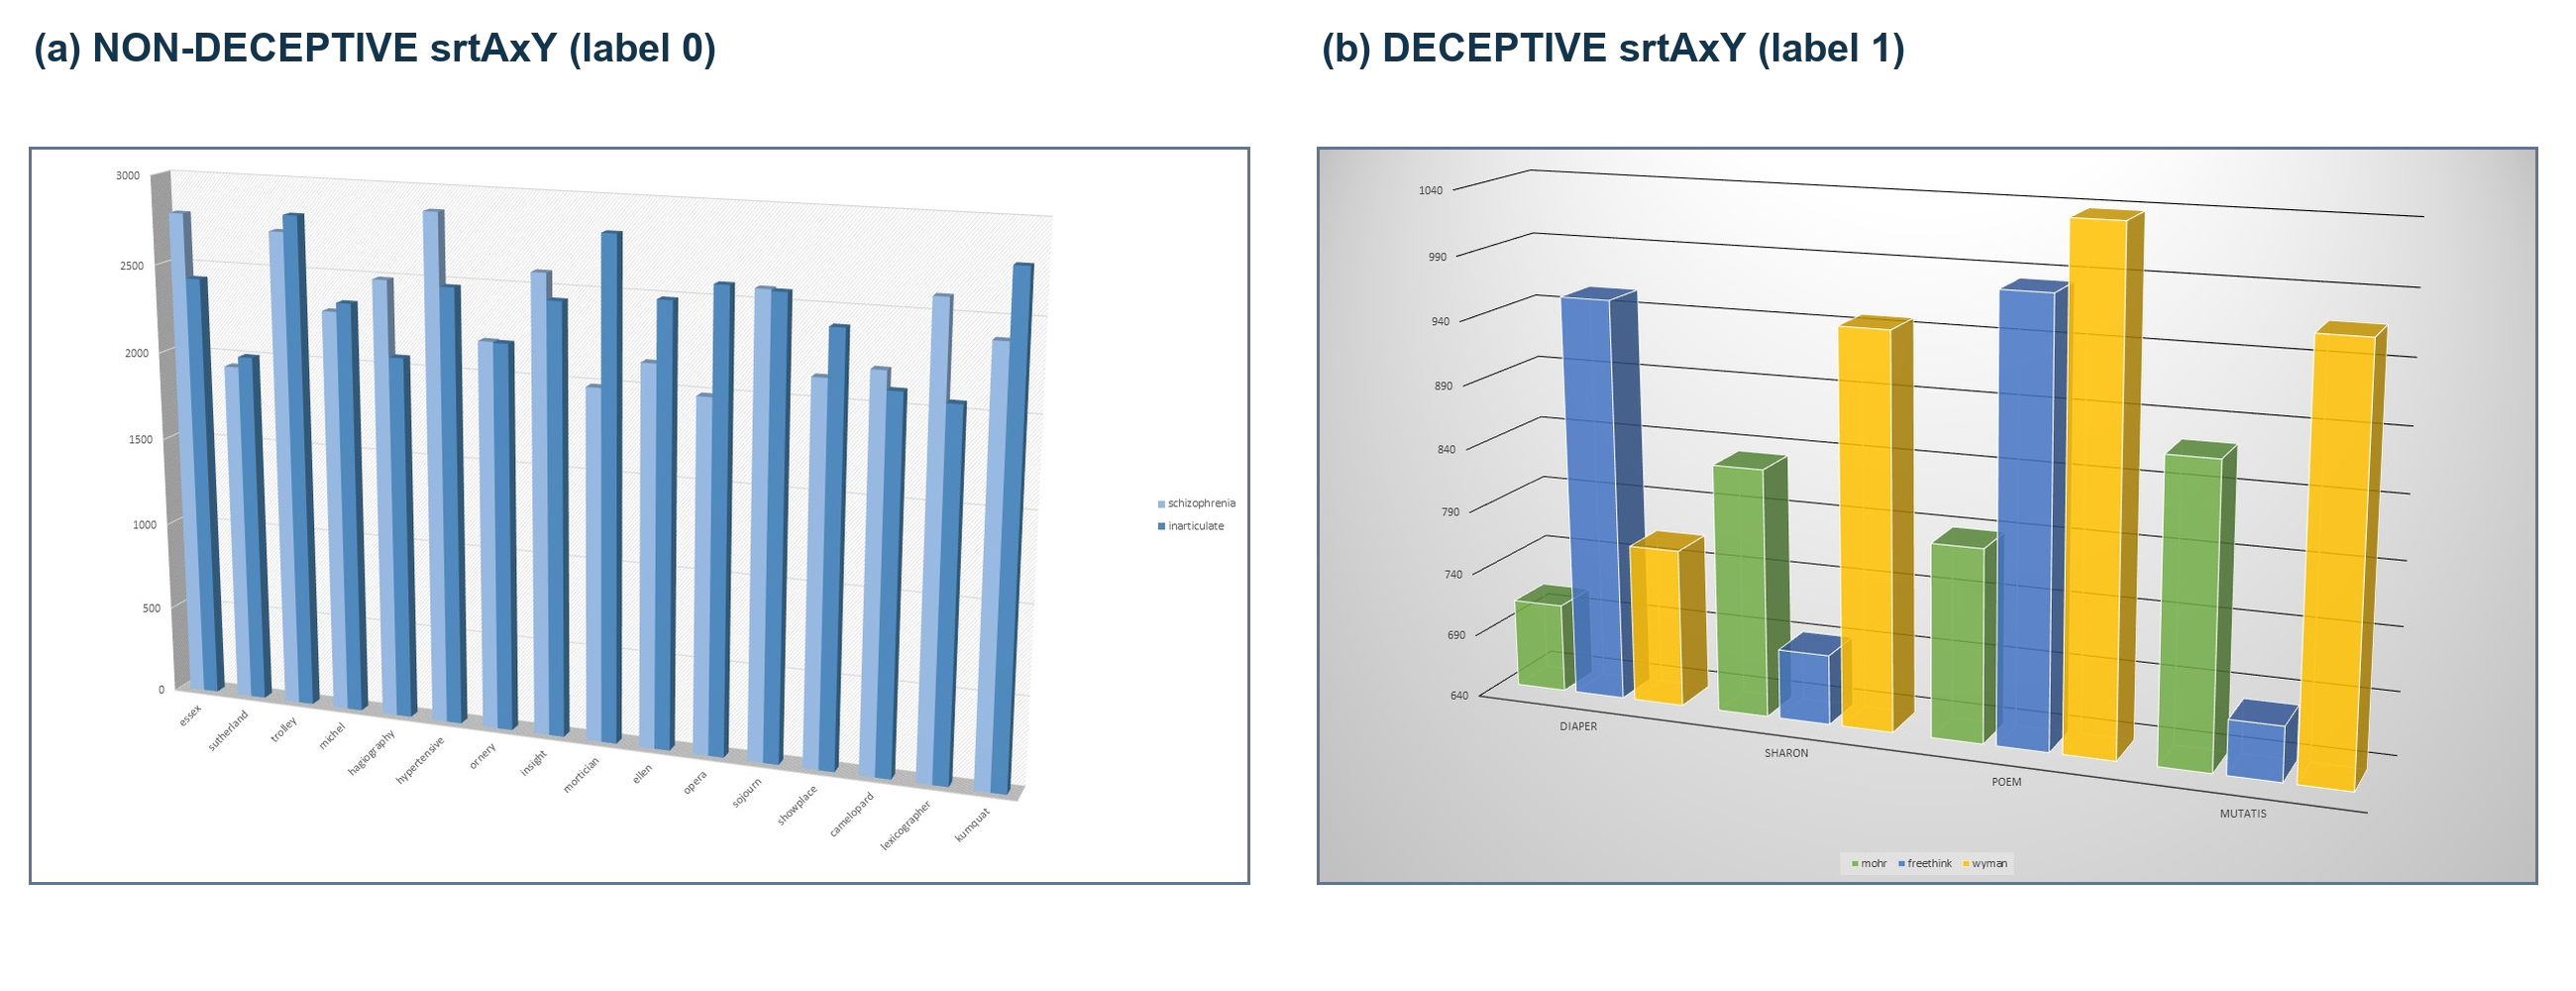 (a) NON-DECEPTIVE srtAxY (label 0)
3000
2500
2000
1500
1000
500
0
essex
sutherland
trolley
michel
hagiography
hypertensive
ornery
insight
mortician
ellen
opera
sojourn
showplace
camelopard
lexicographer
kumquat
schizophrenia
inarticulate
(b) DECEPTIVE srtAxY (label 1)
1040
990
940
890
840
790
740
690
640
DIAPER
SHARON
POEM
MUTATIS
mohr freethink wyman